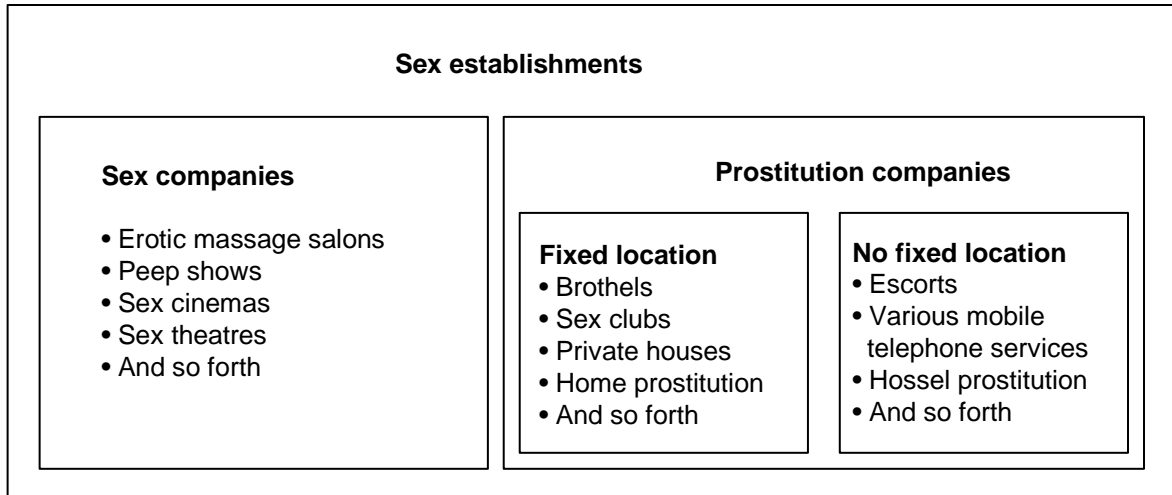 Sex establishments
Sex companies
• Erotic massage salons
• Peep shows
• Sex cinemas
• Sex theatres
• And so forth
Prostitution companies
Fixed location
• Brothels
• Sex clubs
• Private houses
• Home prostitution
• And so forth
No fixed location
• Escorts
• Various mobile
telephone services
• Hossel prostitution
• And so forth